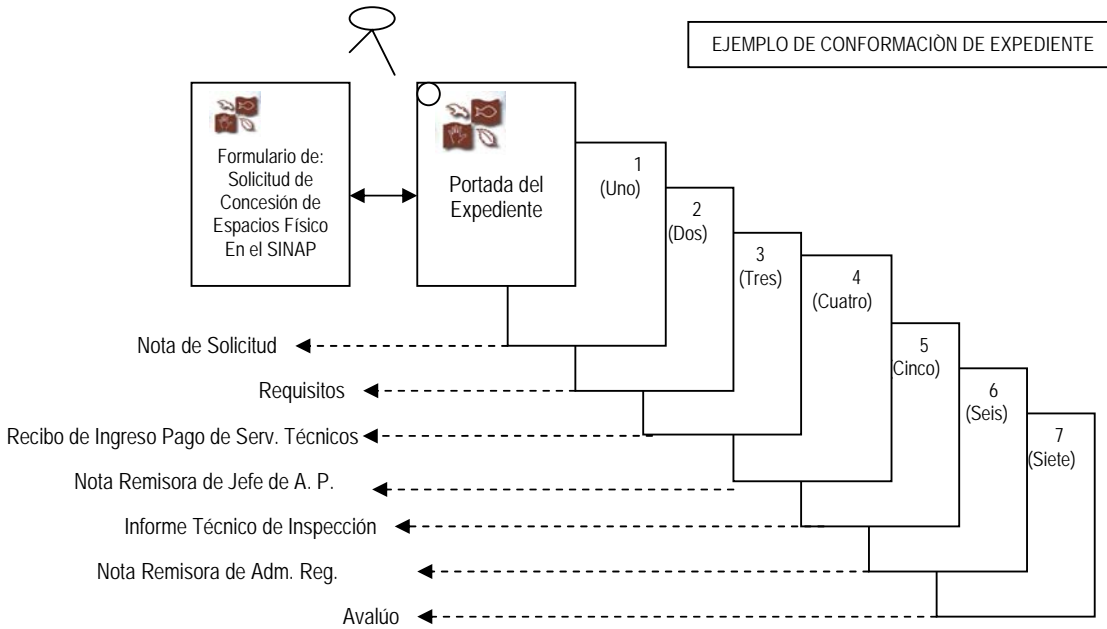 EJEMPLO DE CONFORMACIÒN DE EXPEDIENTE
Formulario de:
Solicitud de
Concesión de
Espacios Físico
En el SINAP
Portada del
Expediente
1
(Uno)
2
(Dos)
3
(Tres)
4
(Cuatro)
5
(Cinco)
6
(Seis)
7
(Siete)
Nota de Solicitud
Requisitos
Recibo de Ingreso Pago de Serv. Técnicos
Nota Remisora de Jefe de A. P.
Informe Técnico de Inspección
Nota Remisora de Adm. Reg.
Avalúo